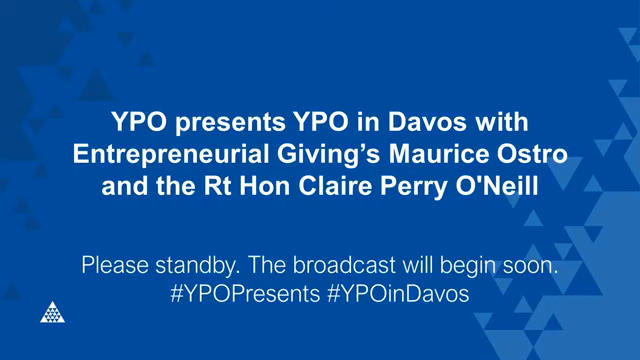 YPO presents YPO in Davos with
Entrepreneurial Giving's Maurice Ostro
and the Rt Hon Claire Perry O'Neill
Please standby. The broadcast will begin soon.
#YPOPresents #YPOinDavos